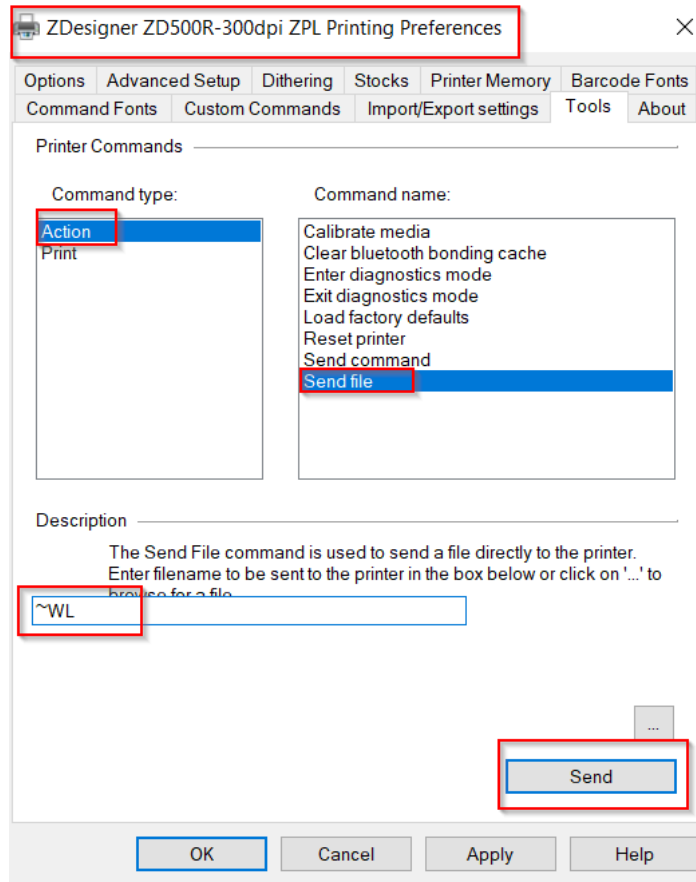 ZDesigner ZD500R-300dpi ZPL Printing Preferences
Options Advanced Setup Dithering Stocks Printer Memory Barcode Fonts
Command Fonts Custom Commands Import/Export settings Tools About
Printer Commands
Command type: Command name:
Action
Print
Calibrate media
Clear bluetooth bonding cache
Enter diagnostics mode
Exit diagnostics mode
Load factory defaults
Reset printer
Send command
Send file
Description
The Send File command is used to send a file directly to the printer.
Enter filename to be sent to the printer in the box below or click on '...' to
browse for a file
~WL
...
Send
OK Cancel Apply Help